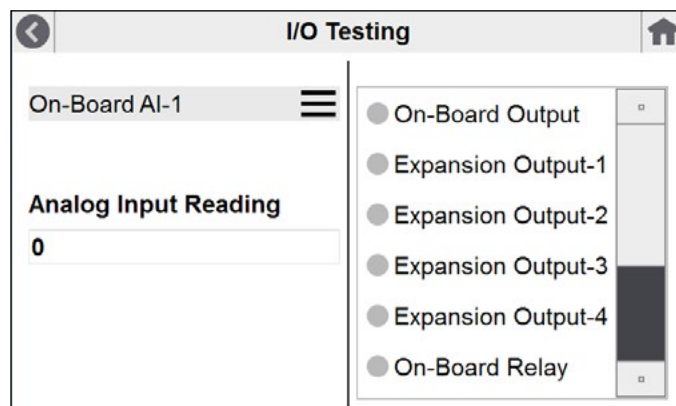 I/O Testing
On-Board AI-1
Analog Input Reading
0
On-Board Output
Expansion Output-1
Expansion Output-2
Expansion Output-3
Expansion Output-4
On-Board Relay